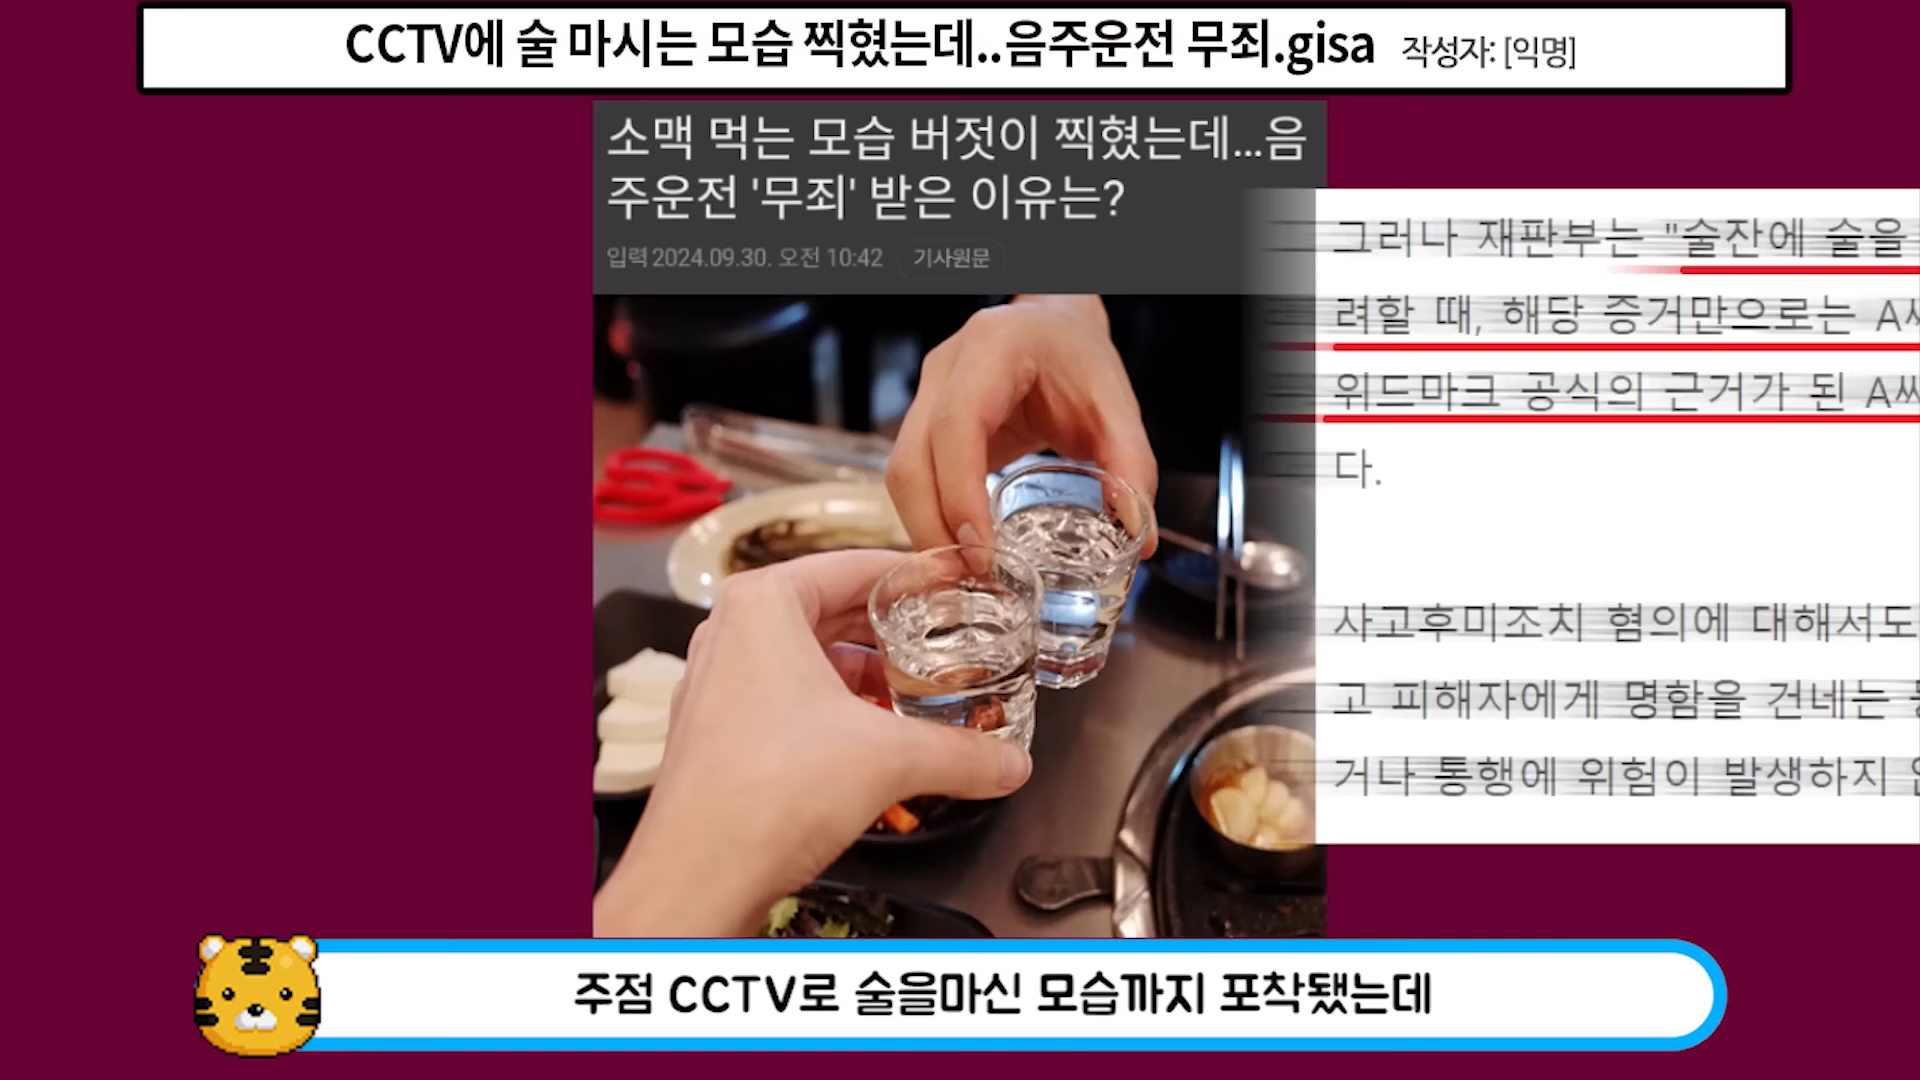 CCTV에 술 마시는 모습 찍혔는데..음주운전 무죄.gisa 작성자: [익명]
소맥 먹는 모습 버젓이 찍혔는데...음
주운전 '무죄' 받은 이유는?
입력 2024.09.30. 오전 10:42 기사원문
그러나 재판부는 "술잔에 술을
려할 때, 해당 증거만으로는
위드마크 공식의 근거가 된
다.
사고후미조치 혐의에 대해서도
고 피해자에게 명함을 건네는
거나 통행에 위험이 발생하지
주점 CCTV로 술을마신 모습까지 포착됐는데